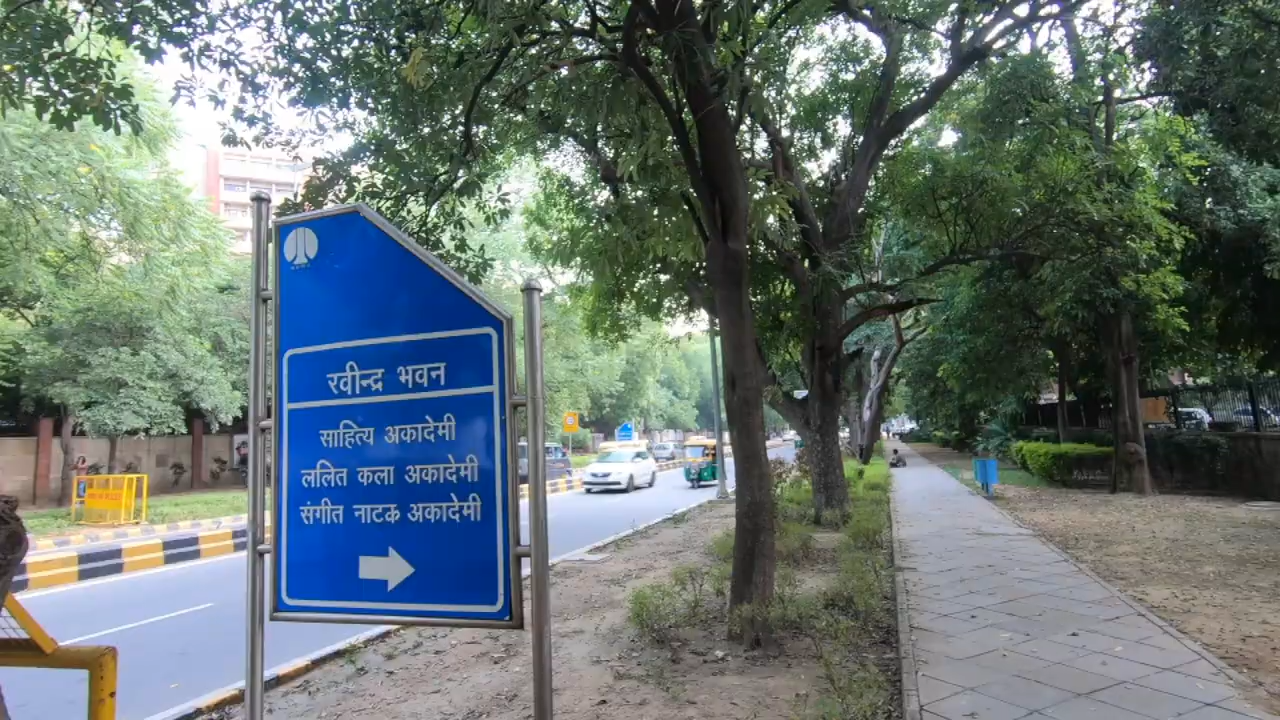 रवीन्द्र भवन
साहित्य अकादेमी
ललित कला अकादेमी
संगीत नाटक अकादेमी